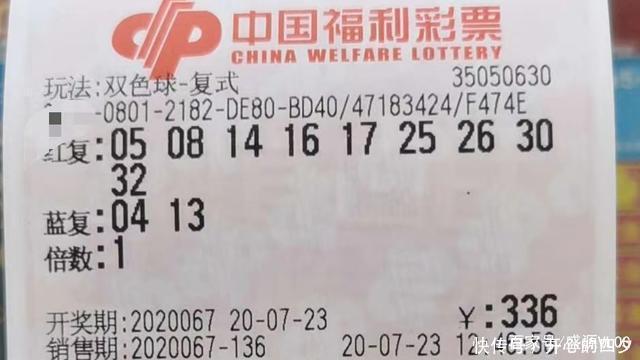 中国福利彩票
CHINA WELFARE LOTTERY
玩法:双色球-复式 35050630
-0801-2182-DE80-BD40/47183424/F474E
红复:05 08 14 16 17 25 26 30
32
蓝复:04 13
倍数:1
开奖期:2020067 20-07-23 ¥:336
销售期:2020067-136 20-07-23